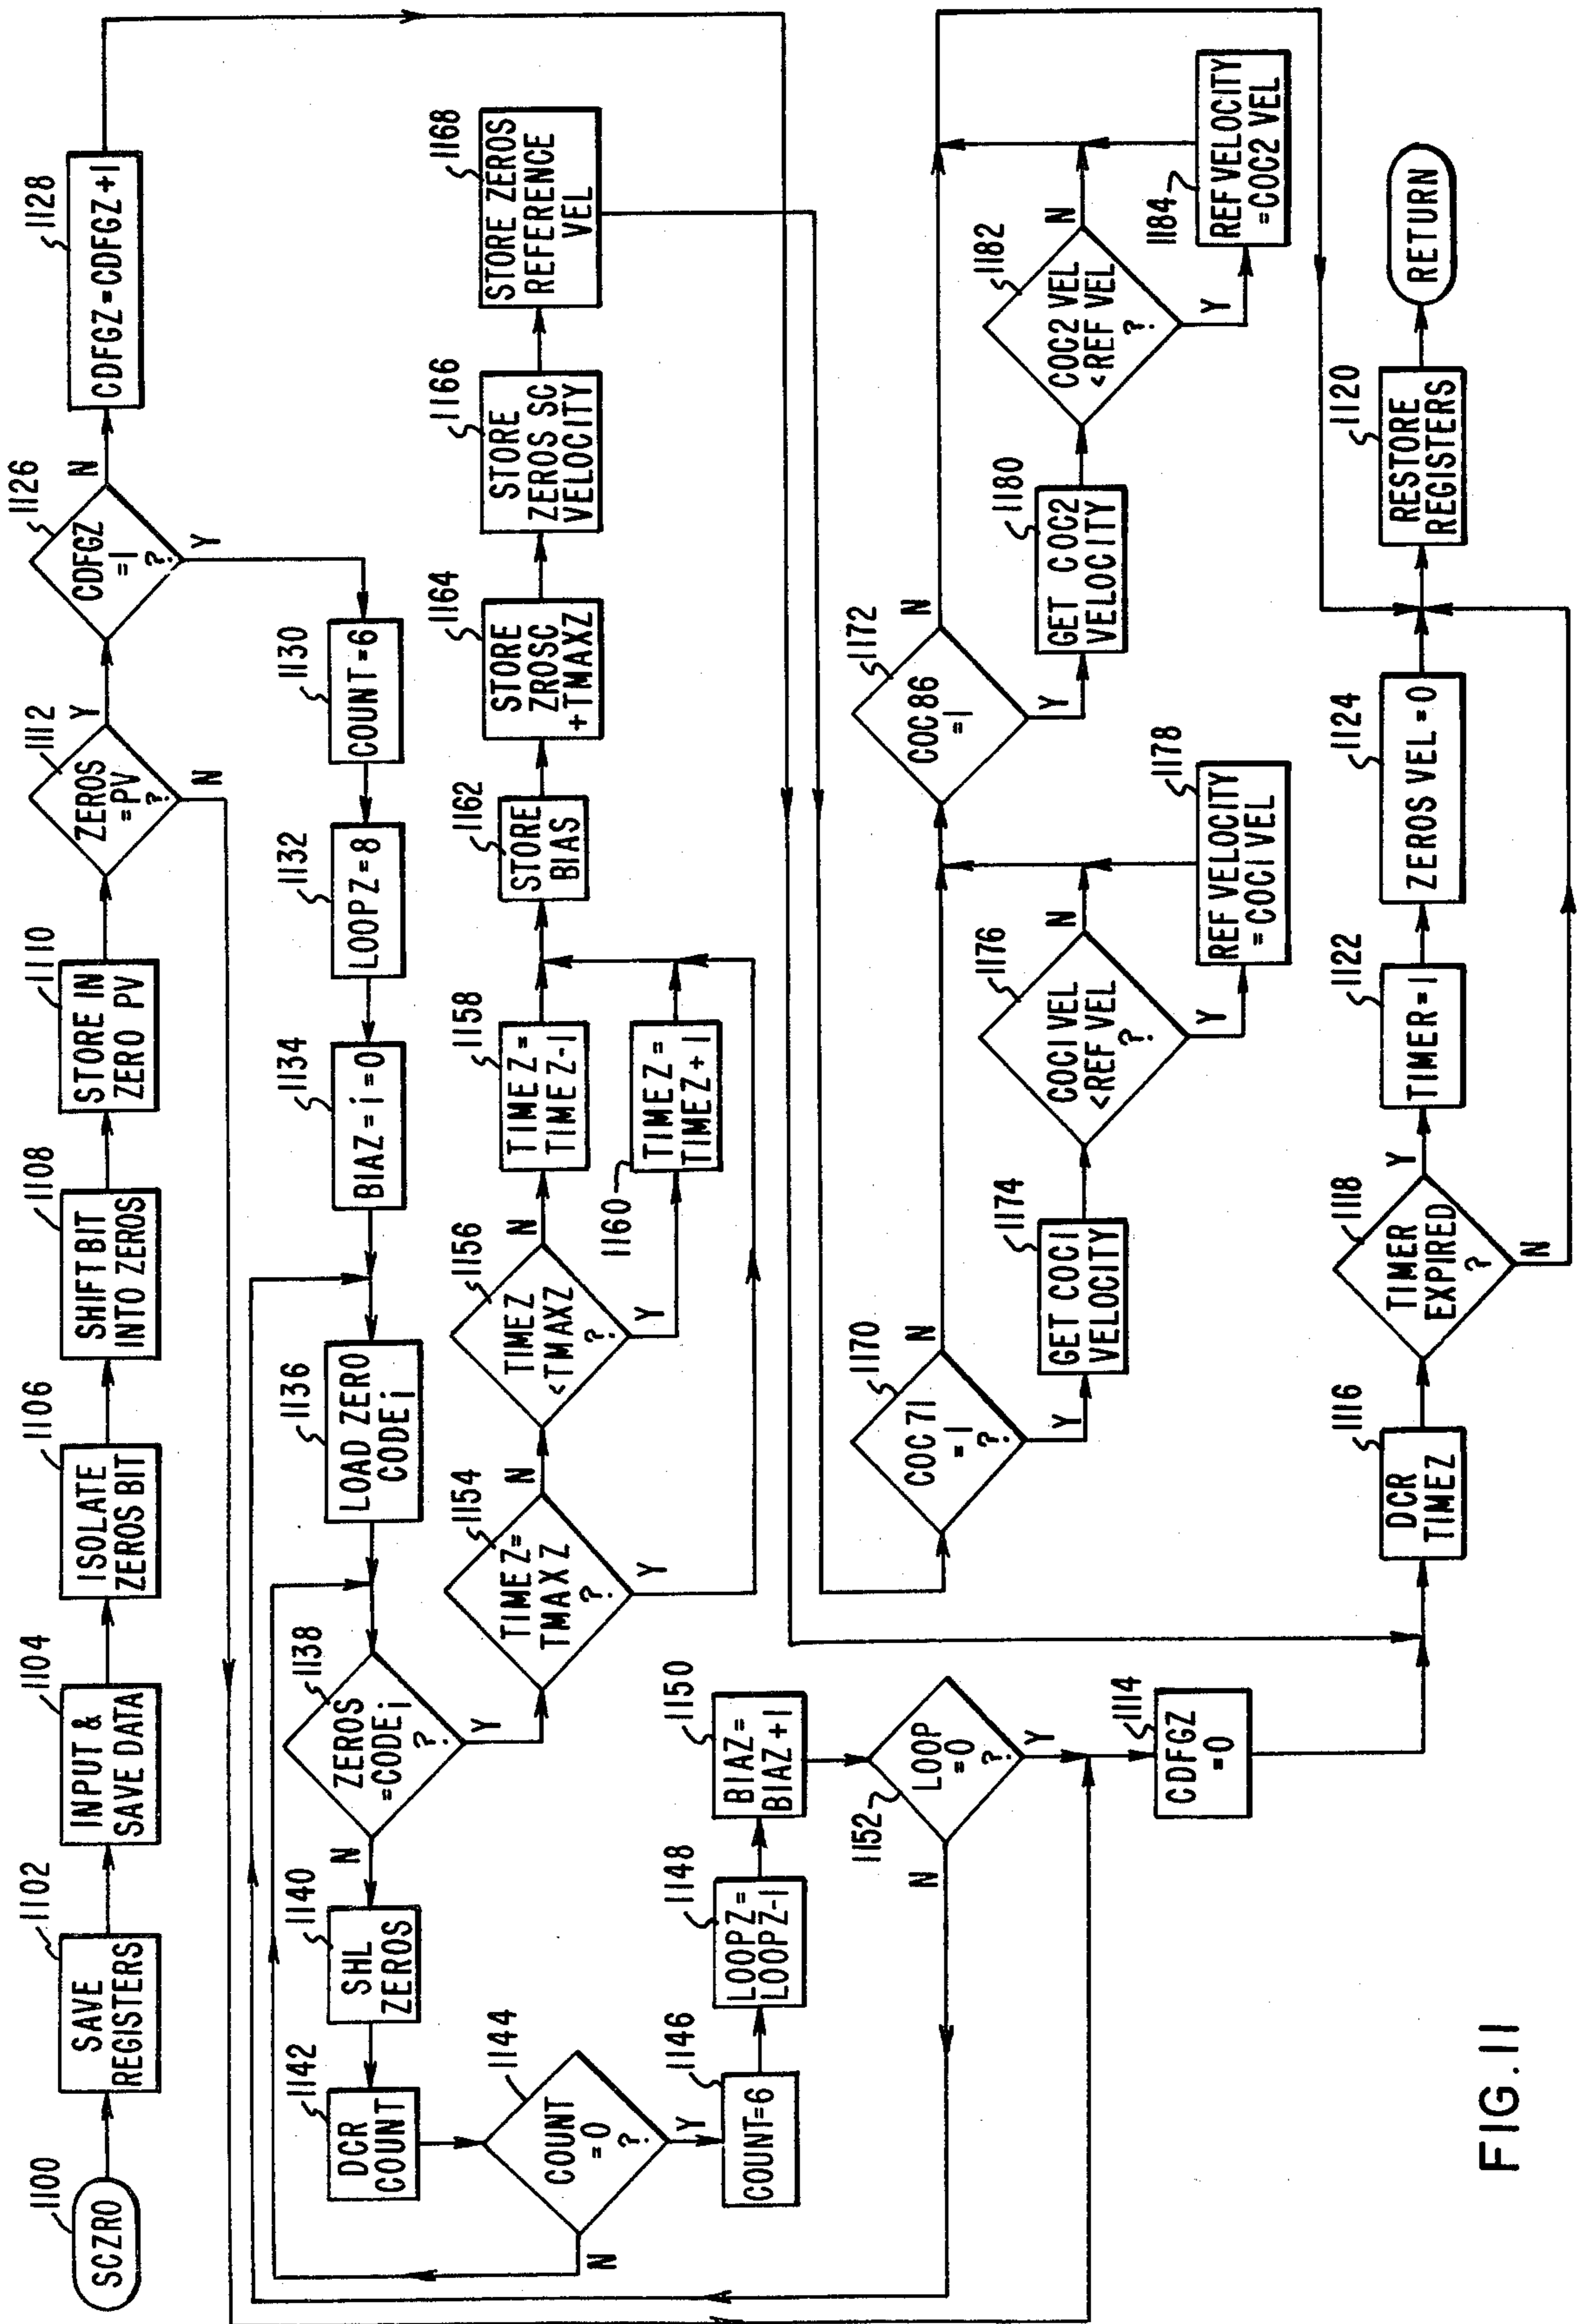 1100
SCZRO
1102
SAVE
REGISTERS
1104
INPUT &
SAVE DATA
1106
ISOLATE
ZEROS BIT
1108
SHIFT BIT
INTO ZEROS
1110
STORE IN
ZERO PV
1112
ZEROS
=PV
?
Y
N
1126
CDFGZ
=1
?
N
Y
1128
CDFGZ=CDFGZ+1
1130
COUNT=6
1132
LOOPZ=8
1134
BIAZ=i=0
1136
LOAD ZERO
CODEi
1138
ZEROS
=CODEi
?
N
Y
1140
SHL
ZEROS
1142
DCR
COUNT
1144
COUNT
=0
?
N
Y
1146
COUNT=6
1148
LOOPZ=
LOOPZ-1
1150
BIAZ=
BIAZ+1
1152
LOOP
=0
?
N
Y
1154
TIMEZ=
TMAXZ
?
N
Y
1156
TIMEZ
<TMAXZ
?
N
Y
1158
TIMEZ=
TIMEZ-1
1160
TIMEZ=
TIMEZ+1
1162
STORE
BIAS
1164
STORE
ZROSC
+TMAXZ
1166
STORE
ZEROS SC
VELOCITY
1168
STORE ZEROS
REFERENCE
VEL
1170
COC71
=1
?
N
Y
1174
GET COC1
VELOCITY
1176
COC1 VEL
<REF VEL
?
N
Y
1178
REF VELOCITY
=COC1 VEL
1172
COC86
=1
N
Y
1180
GET COC2
VELOCITY
1182
COC2 VEL
<REF VEL
?
N
Y
1184
REF VELOCITY
=COC2 VEL
1114
CDFGZ
=0
1116
DCR
TIMEZ
1118
TIMER
EXPIRED
?
Y
N
1122
TIMER=1
1124
ZEROS VEL=0
1120
RESTORE
REGISTERS
RETURN
FIG.11